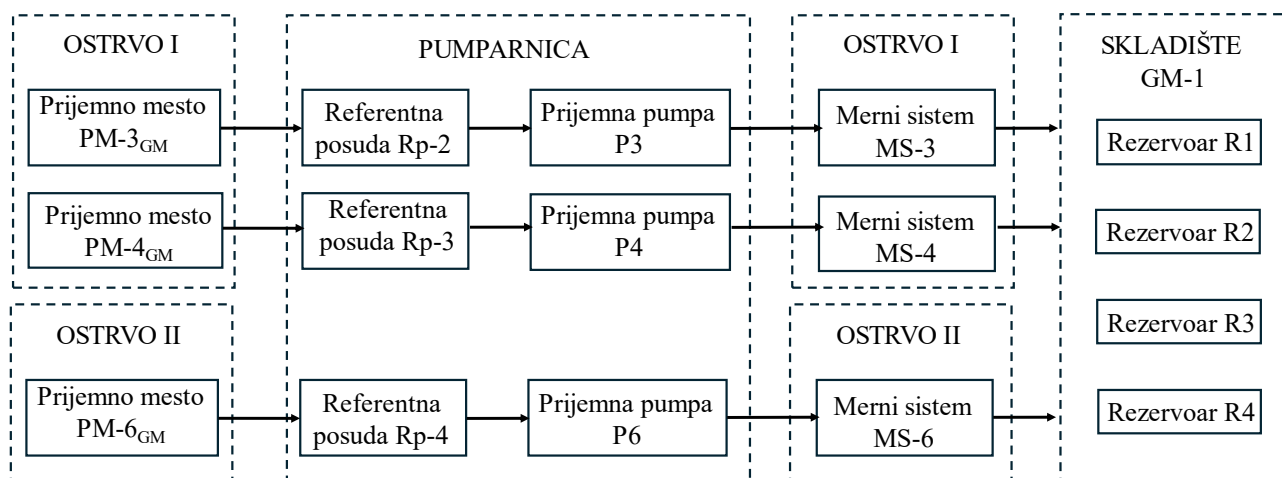 OSTRVO I
PUMPARNICA
OSTRVO I
SKLADIŠTE
GM-1
Prijemno mesto
PM-3GM
Referentna
posuda Rp-2
Prijemna pumpa
P3
Merni sistem
MS-3
Rezervoar R1
Prijemno mesto
PM-4GM
Referentna
posuda Rp-3
Prijemna pumpa
P4
Merni sistem
MS-4
Rezervoar R2
OSTRVO II
OSTRVO II
Rezervoar R3
Prijemno mesto
PM-6GM
Referentna
posuda Rp-4
Prijemna pumpa
P6
Merni sistem
MS-6
Rezervoar R4